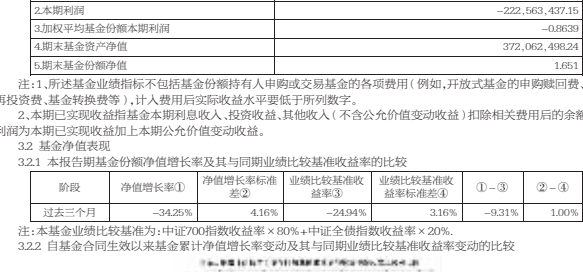 2.本期利润 -222,563,437.15
3.加权平均基金份额本期利润 -0.8639
4.期末基金资产净值 372,062,498.24
5.期末基金份额净值 1.651
注:1、所述基金业绩指标不包括基金份额持有人申购或交易基金的各项费用(例如,开放式基金的申购赎回费、
再投资费、基金转换费等),计入费用后实际收益水平要低于所列数字。
2、本期已实现收益指基金本期利息收入、投资收益、其他收入(不含公允价值变动收益)扣除相关费用后的余额
利润为本期已实现收益加上本期公允价值变动收益。
3.2 基金净值表现
3.2.1 本报告期基金份额净值增长率及其与同期业绩比较基准收益率的比较
阶段 净值增长率① 净值增长率标准差② 业绩比较基准收益率③ 业绩比较基准收益率标准差④ ①-③ ②-④
过去三个月 -34.25% 4.16% -24.94% 3.16% -9.31% 1.00%
注:本基金业绩比较基准为:中证700指数收益率×80%+中证全债指数收益率×20%.
3.2.2 自基金合同生效以来基金累计净值增长率变动及其与同期业绩比较基准收益率变动的比较